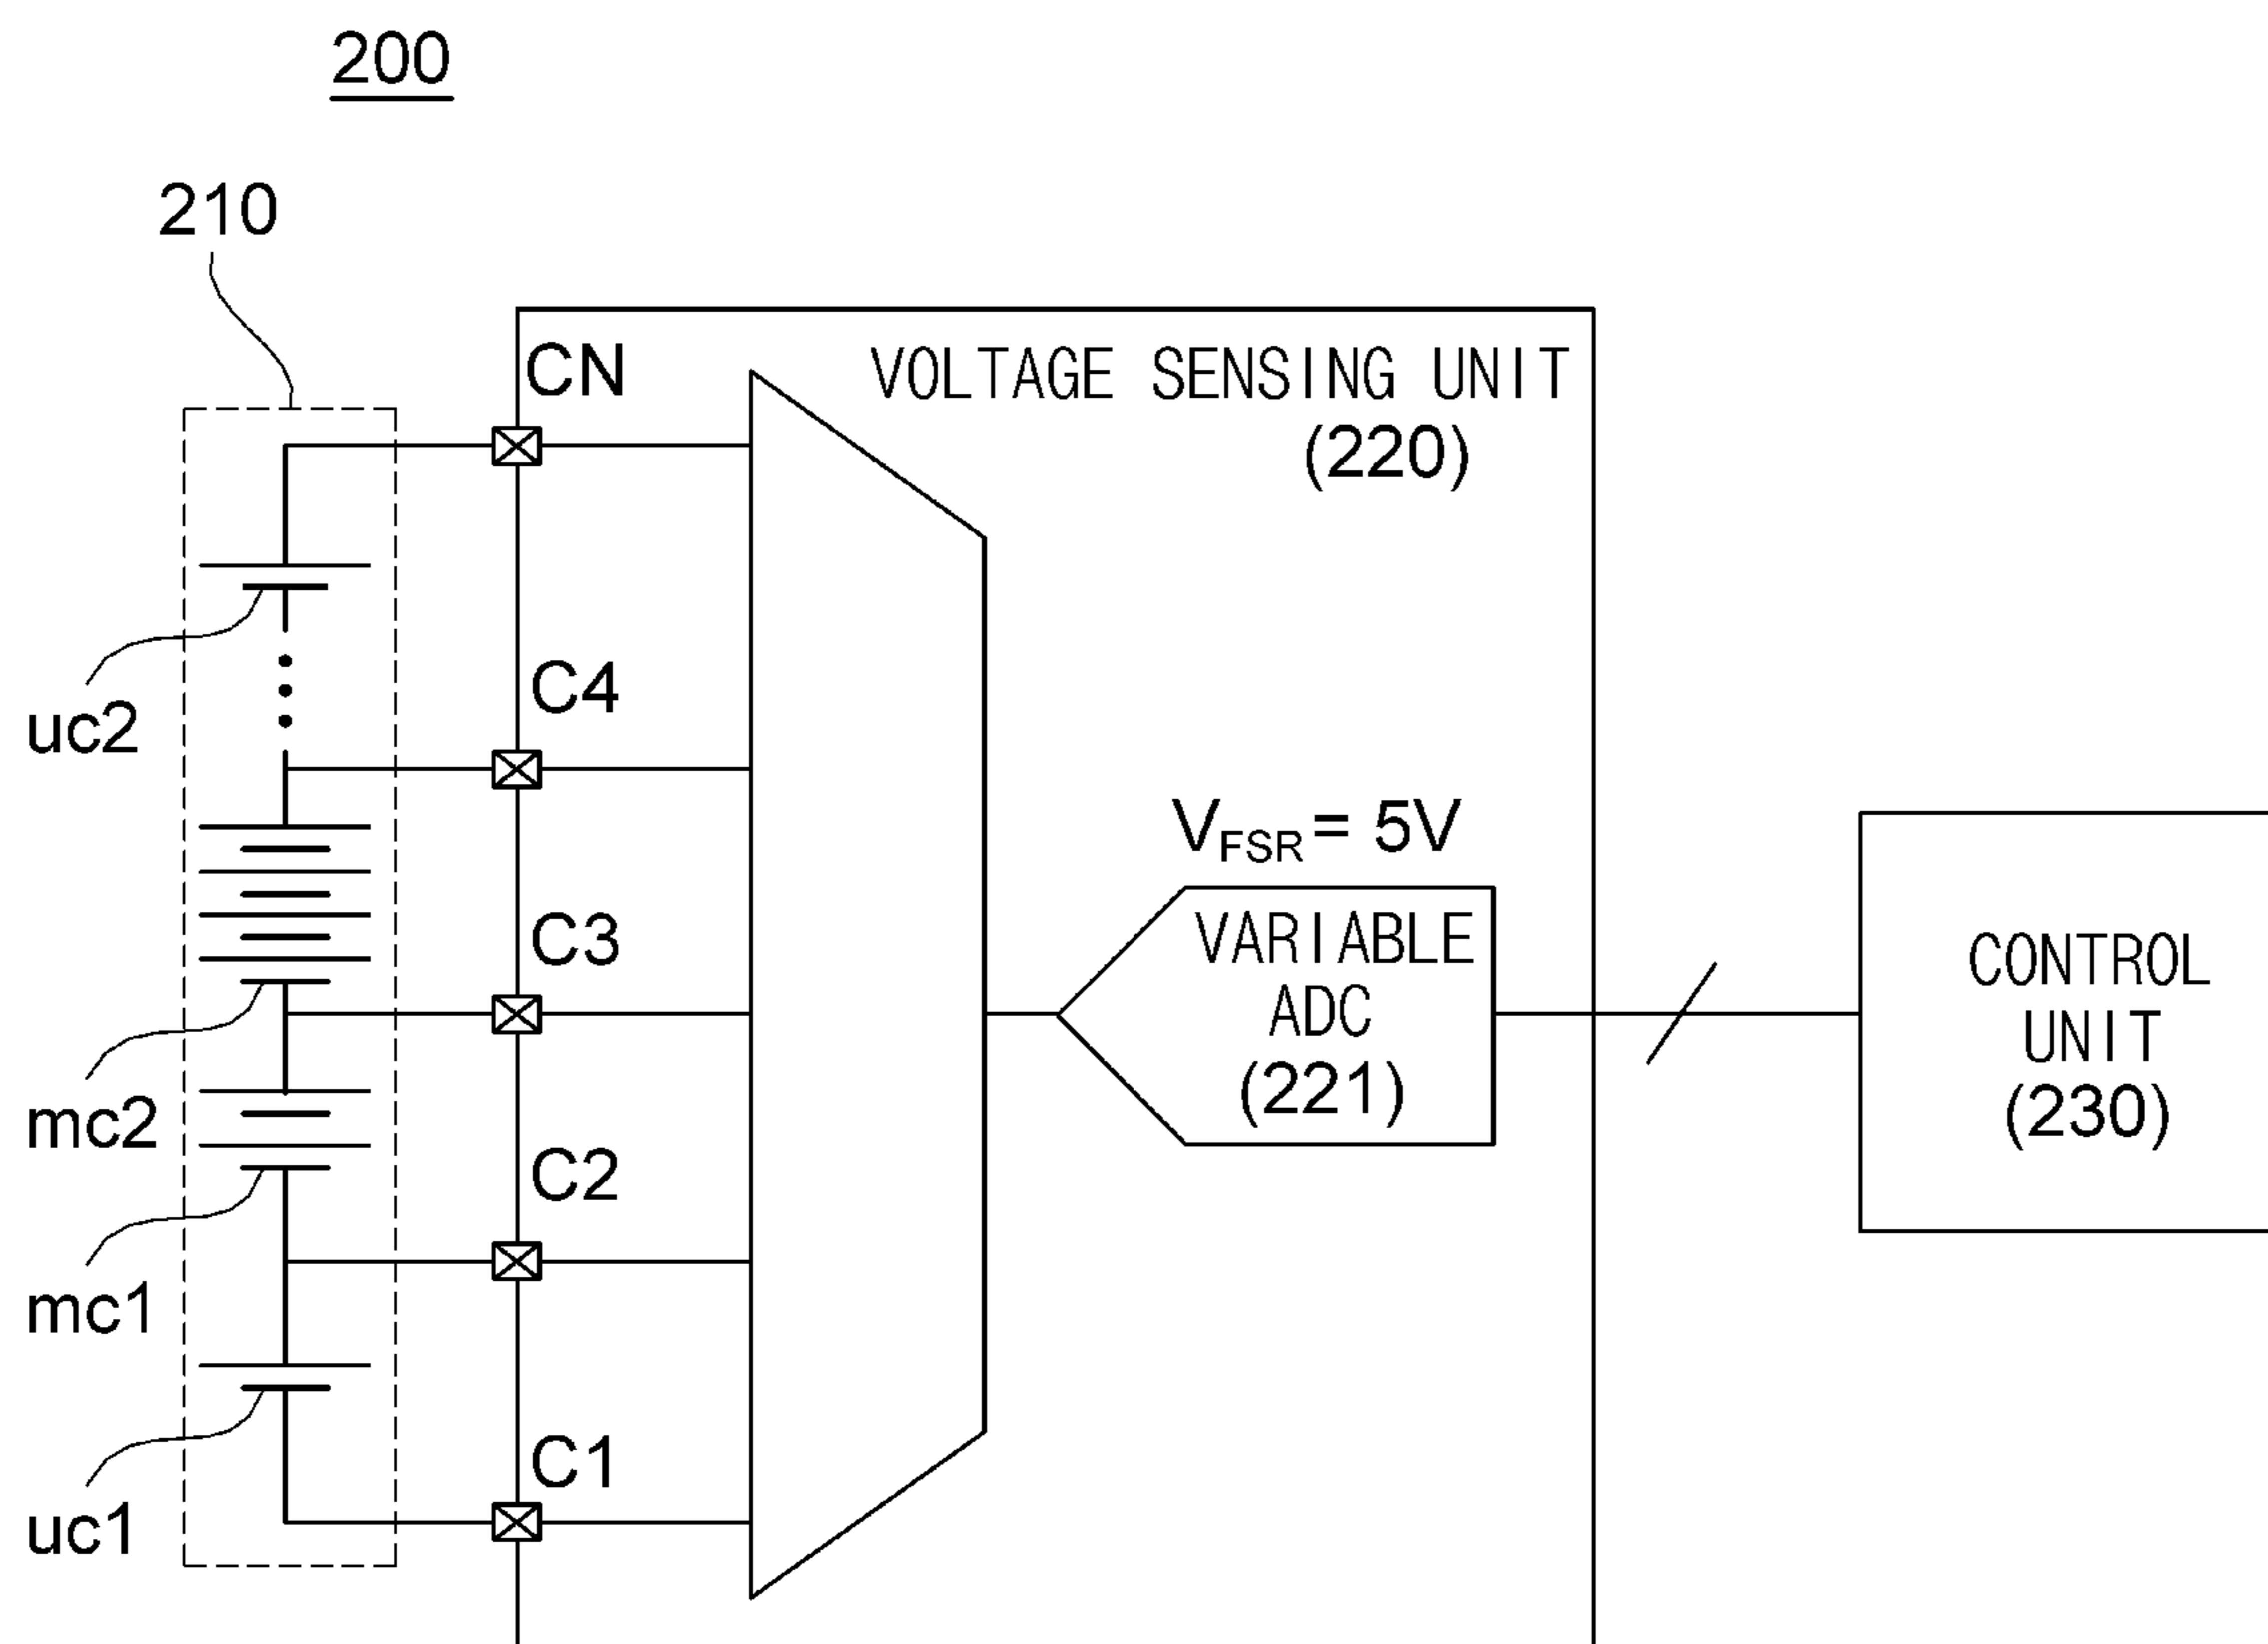 200
210
CN
VOLTAGE SENSING UNIT
(220)
uc2
C4
V_FSR = 5V
C3
VARIABLE
ADC
(221)
CONTROL
UNIT
(230)
mc2
C2
mc1
C1
uc1